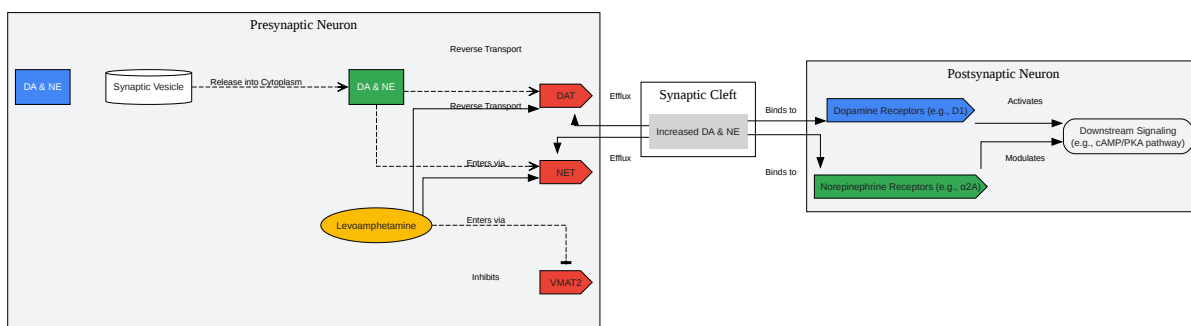 Presynaptic Neuron
Reverse Transport
DA & NE
Synaptic Vesicle
Release into Cytoplasm
DA & NE
DAT
Reverse Transport
Enters via
NET
Levoamphetamine
Enters via
Inhibits
VMAT2
Efflux
Efflux
Synaptic Cleft
Increased DA & NE
Binds to
Binds to
Postsynaptic Neuron
Dopamine Receptors (e.g., D1)
Activates
Norepinephrine Receptors (e.g., α2A)
Modulates
Downstream Signaling
(e.g., cAMP/PKA pathway)